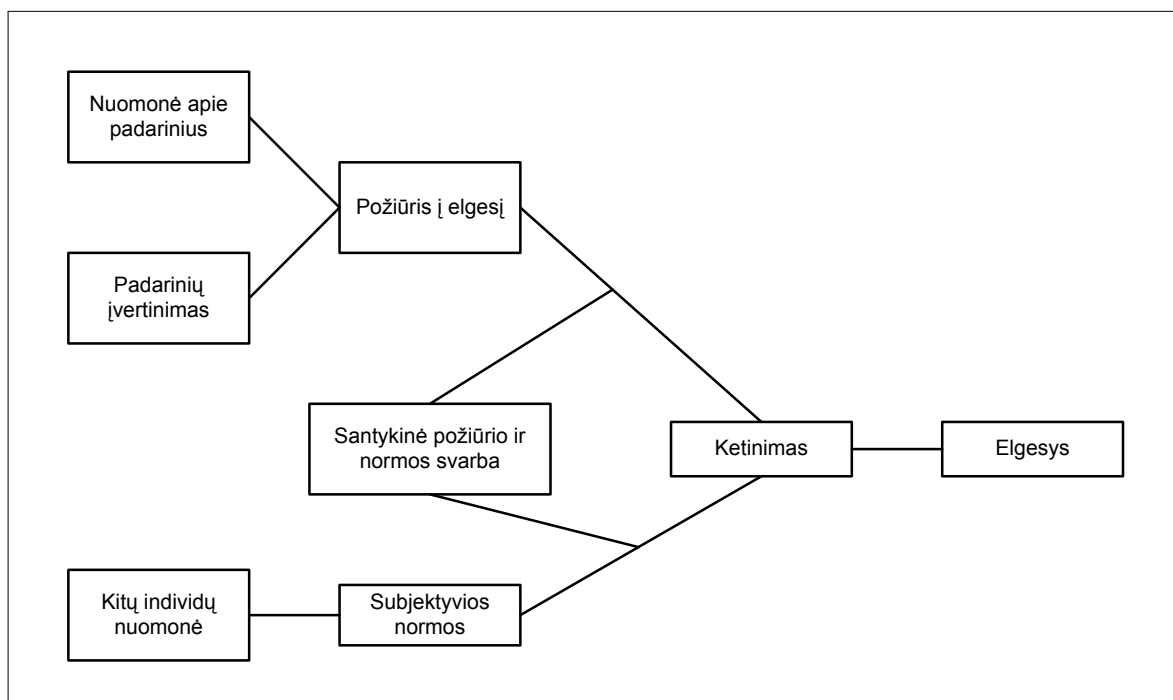 Nuomonė apie
padarinius
Požiūris į elgesį
Padarinių
įvertinimas
Santykinė požiūrio ir
normos svarba
Ketinimas
Elgesys
Kitų individų
nuomonė
Subjektyvios
normos